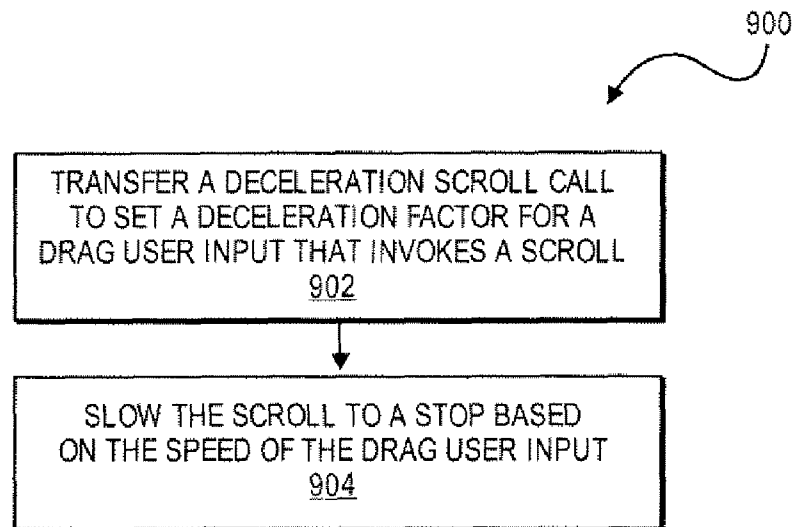 900
TRANSFER A DECELERATION SCROLL CALL
TO SET A DECELERATION FACTOR FOR A
DRAG USER INPUT THAT INVOKES A SCROLL
902
SLOW THE SCROLL TO A STOP BASED
ON THE SPEED OF THE DRAG USER INPUT
904